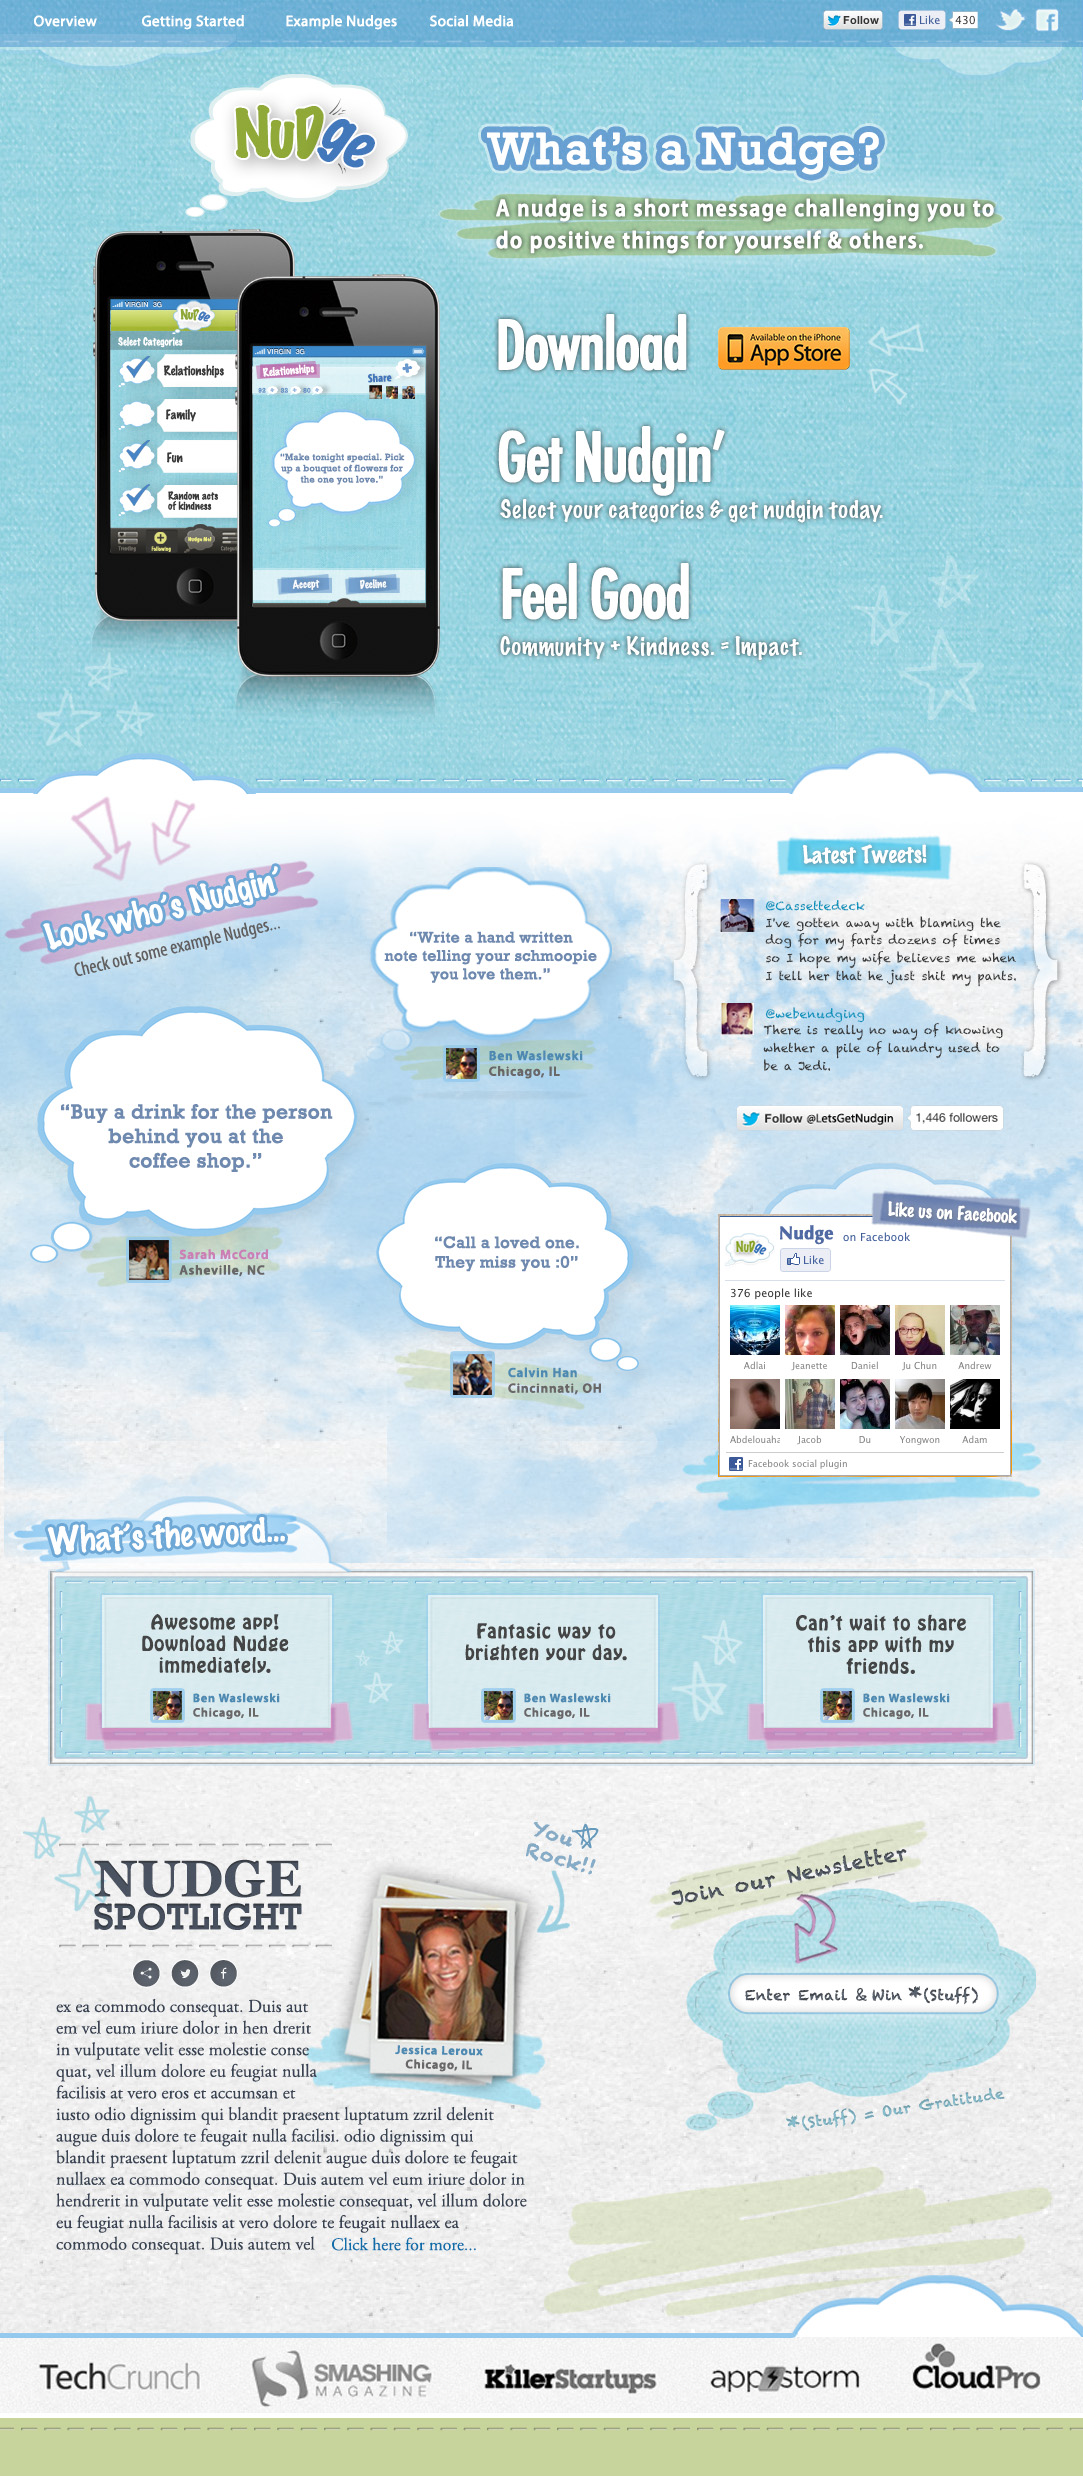 Overview Getting Started Example Nudges Social Media
Follow Like 430
NuDge
What's a Nudge?
A nudge is a short message challenging you to
do positive things for yourself & others.
VIRGIN 3G
NuDge
Select Categories
Relationships
Family
Fun
Random acts
of kindness
Trending Following Nudge Me!
VIRGIN 3G
Relationships
Share
“Make tonight special. Pick
up a bouquet of flowers for
the one you love.”
Accept Decline
Download
Available on the iPhone
App Store
Get Nudgin’
Select your categories & get nudgin today.
Feel Good
Community + Kindness. = Impact.
Look who’s Nudgin’
Check out some example Nudges...
“Write a hand written
note telling your schmoopie
you love them.”
Ben Waslewski
Chicago, IL
“Buy a drink for the person
behind you at the
coffee shop.”
Sarah McCord
Asheville, NC
“Call a loved one.
They miss you :0”
Calvin Han
Cincinnati, OH
Latest Tweets!
@Cassettedeck
I've gotten away with blaming the
dog for my farts dozens of times
so I hope my wife believes me when
I tell her that he just shit my pants.
@webenudging
There is really no way of knowing
whether a pile of laundry used to
be a Jedi.
Follow @LetsGetNudgin 1,446 followers
Like us on Facebook
NuDge
Nudge on Facebook
Like
376 people like
Adlai Jeanette Daniel Ju Chun Andrew
Abdelouaha Jacob Du Yongwon Adam
Facebook social plugin
What's the word...
Awesome app!
Download Nudge
immediately.
Ben Waslewski
Chicago, IL
Fantasic way to
brighten your day.
Ben Waslewski
Chicago, IL
Can't wait to share
this app with my
friends.
Ben Waslewski
Chicago, IL
NUDGE
SPOTLIGHT
You
Rock!!
Jessica Leroux
Chicago, IL
ex ea commodo consequat. Duis aut
em vel eum iriure dolor in hen drerit
in vulputate velit esse molestie conse
quat, vel illum dolore eu feugiat nulla
facilisis at vero eros et accumsan et
iusto odio dignissim qui blandit praesent luptatum zzril delenit
augue duis dolore te feugait nulla facilisi. odio dignissim qui
blandit praesent luptatum zzril delenit augue duis dolore te feugait
nullaex ea commodo consequat. Duis autem vel eum iriure dolor in
hendrerit in vulputate velit esse molestie consequat, vel illum dolore
eu feugiat nulla facilisis at vero dolore te feugait nullaex ea
commodo consequat. Duis autem vel Click here for more...
Join our Newsletter
Enter Email & Win *(Stuff)
*(Stuff) = Our Gratitude
TechCrunch
SMASHING
MAGAZINE
KillerStartups
appstorm
CloudPro